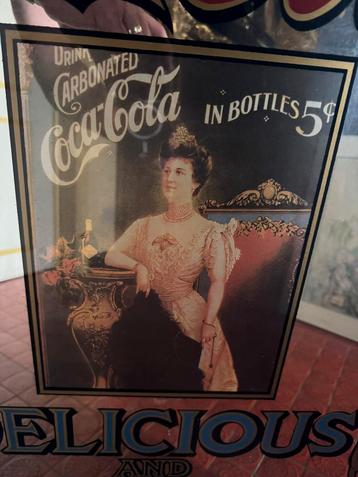 DRINK
CARBONATED
Coca-Cola
IN BOTTLES 5¢
ELICIOUS
AND